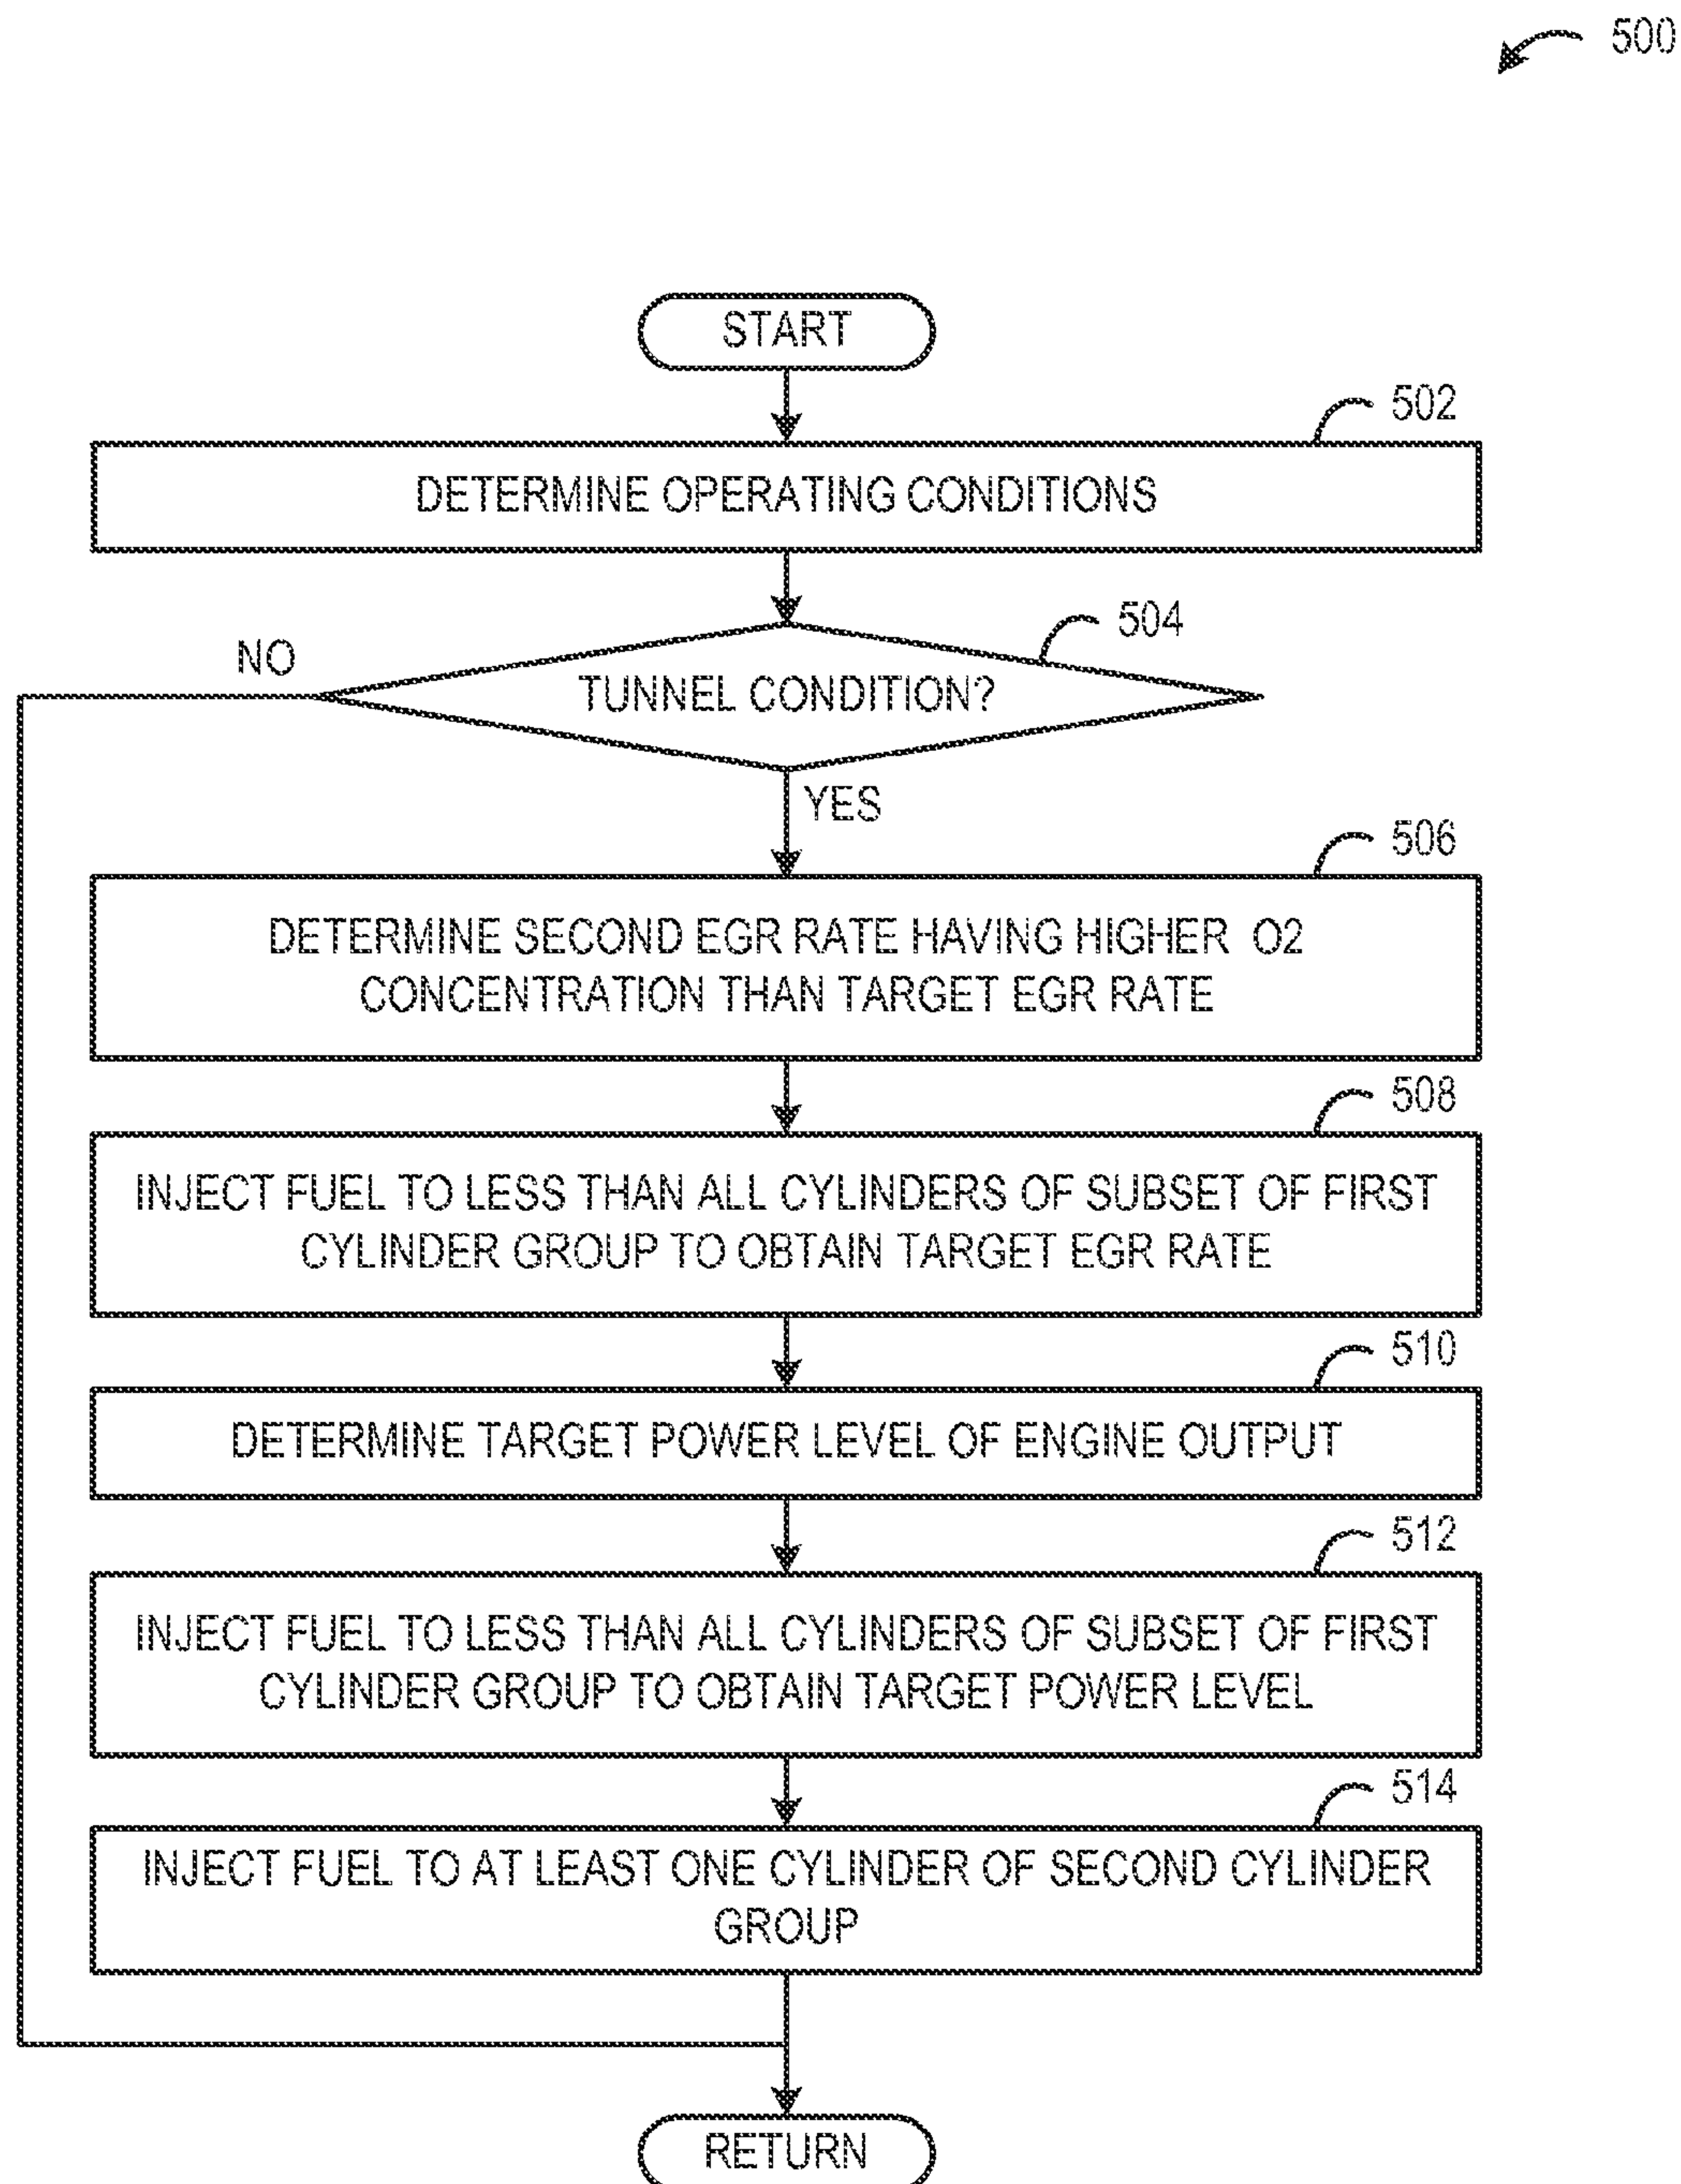 500
START
502
DETERMINE OPERATING CONDITIONS
504
NO
TUNNEL CONDITION?
YES
506
DETERMINE SECOND EGR RATE HAVING HIGHER O2
CONCENTRATION THAN TARGET EGR RATE
508
INJECT FUEL TO LESS THAN ALL CYLINDERS OF SUBSET OF FIRST
CYLINDER GROUP TO OBTAIN TARGET EGR RATE
510
DETERMINE TARGET POWER LEVEL OF ENGINE OUTPUT
512
INJECT FUEL TO LESS THAN ALL CYLINDERS OF SUBSET OF FIRST
CYLINDER GROUP TO OBTAIN TARGET POWER LEVEL
514
INJECT FUEL TO AT LEAST ONE CYLINDER OF SECOND CYLINDER
GROUP
RETURN